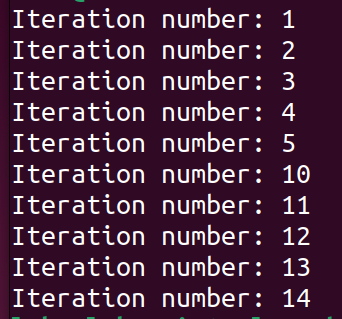 Iteration number: 1
Iteration number: 2
Iteration number: 3
Iteration number: 4
Iteration number: 5
Iteration number: 10
Iteration number: 11
Iteration number: 12
Iteration number: 13
Iteration number: 14